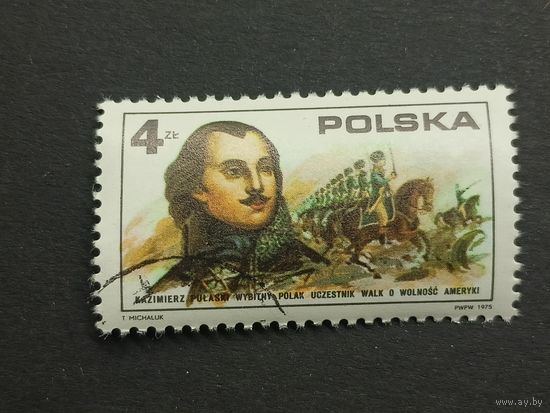 4 ZŁ POLSKA
KAZIMIERZ PUŁASKI WYBITNY POLAK UCZESTNIK WALK O WOLNOŚĆ AMERYKI
T. MICHALUK PWPW 1975
www.ay.by